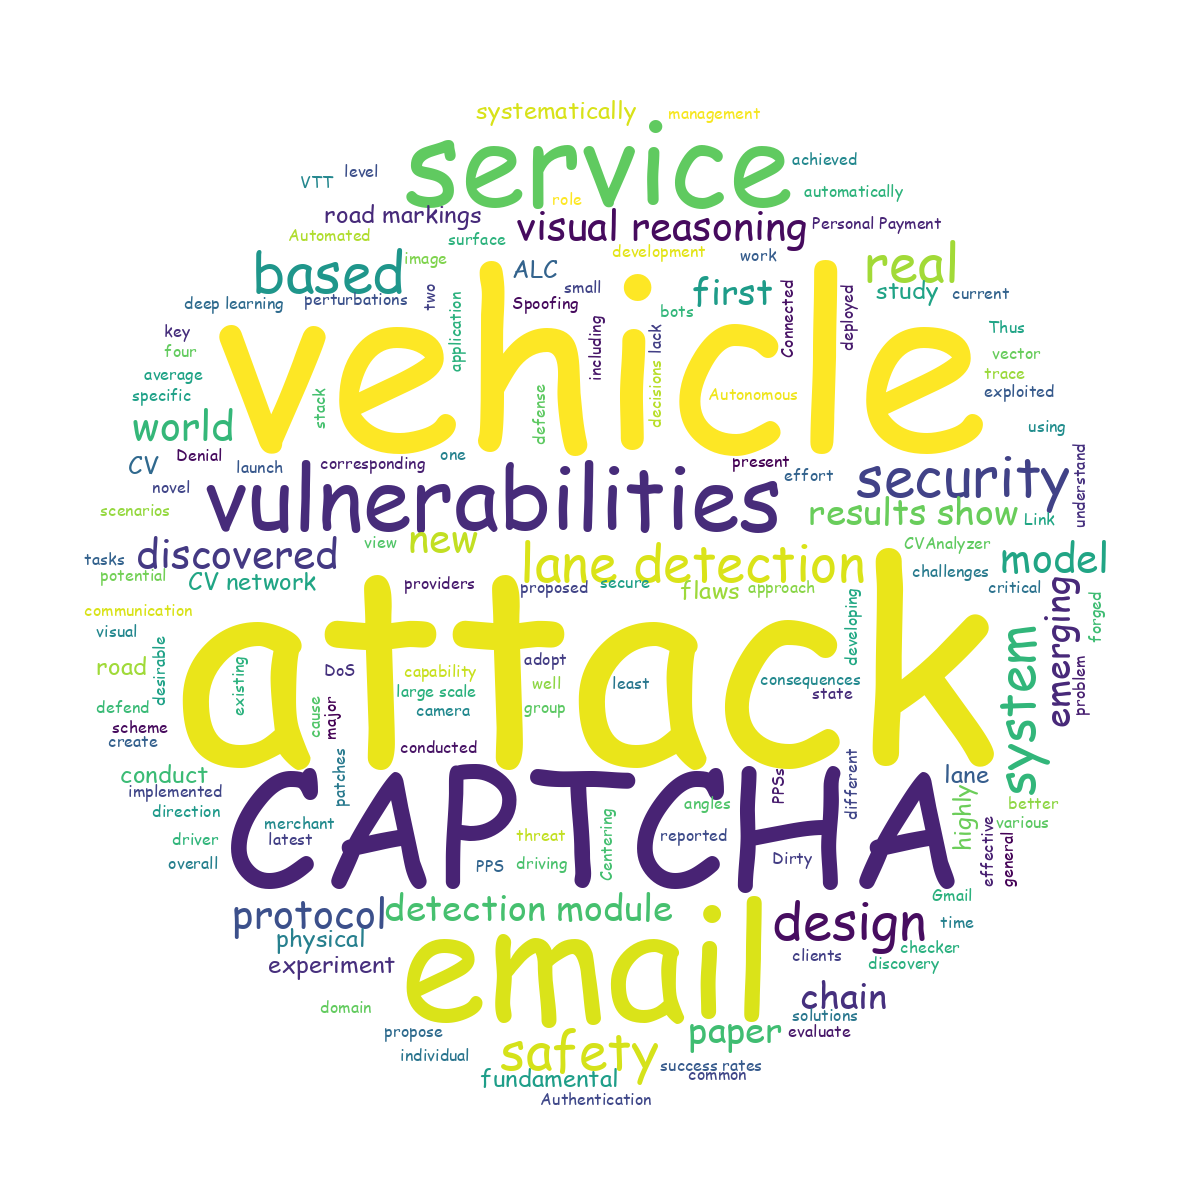 systematically
management
service
achieved
level
VTT
automatically
role
road markings
visual reasoning
Personal Payment
Automated
surface
development
work
image
based
ALC
real
small
first
study
current
deep learning
perturbations
two
Spoofing
Connected
deployed
bots
application
including
lack
key
Thus
four
vehicle
vector
average
trace
specific
stack
defense
decisions
Autonomous
exploited
world
using
Denial
one
CV
launch
corresponding
present
effort
security
understand
novel
vulnerabilities
scenarios
results show
Link
view
new
discovered
lane detection
CVAnalyzer
tasks
model
potential
CV network
providers
proposed
secure
flaws
approach
challenges
critical
emerging
forged
communication
attack
developing
visual
road
desirable
existing
DoS
capability
adopt
well
least
consequences
state
system
problem
large scale
defend
cause
major
camera
group
scheme
create
conducted
conduct
patches
PPSs
different
lane
implemented
CAPTCHA
direction
angles
highly
better
merchant
driver
latest
threat
Centering
reported
various
effective
general
overall
PPS
driving
Dirty
Gmail
protocol
detection module
design
time
physical
email
checker
experiment
clients
discovery
chain
domain
solutions
propose
paper
evaluate
individual
safety
success rates
fundamental
common
Authentication